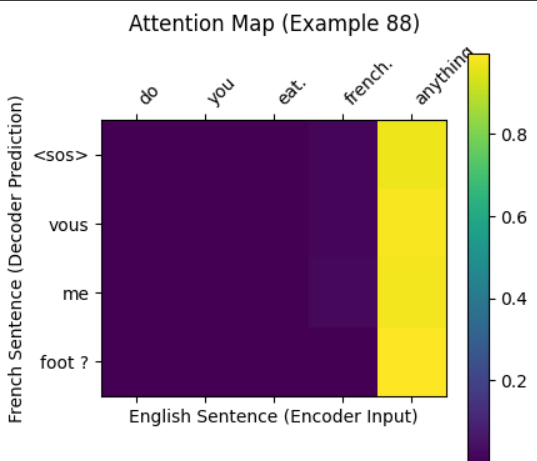 Attention Map (Example 88)
do you eat. french. anything
<sos>
vous
me
foot ?
French Sentence (Decoder Prediction)
English Sentence (Encoder Input)
0.8
0.6
0.4
0.2